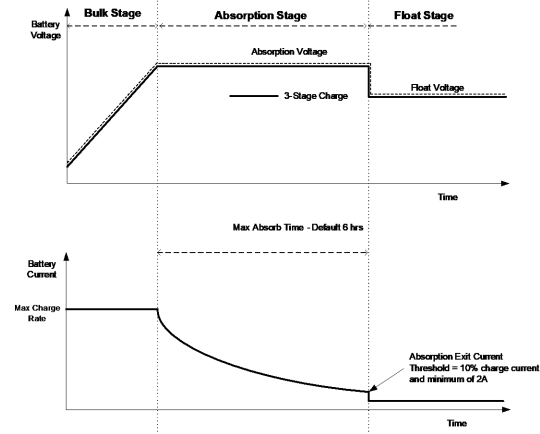 Bulk Stage
Absorption Stage
Float Stage
Battery
Voltage
Absorption Voltage
3-Stage Charge
Float Voltage
Time
Max Absorb Time - Default 6 hrs
Battery
Current
Max Charge
Rate
Absorption Exit Current
Threshold = 10% charge current
and minimum of 2A
Time